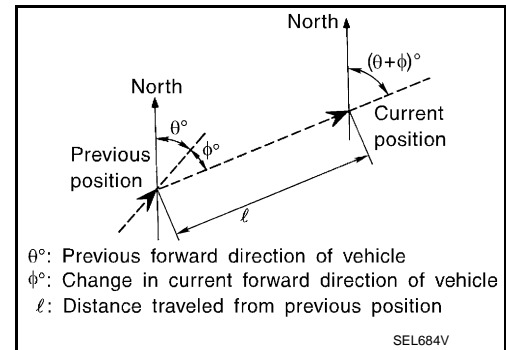 North
(θ+ϕ)°
Current
position
North
θ°
ϕ°
Previous
position
ℓ
θ°: Previous forward direction of vehicle
ϕ°: Change in current forward direction of vehicle
ℓ: Distance traveled from previous position
SEL684V